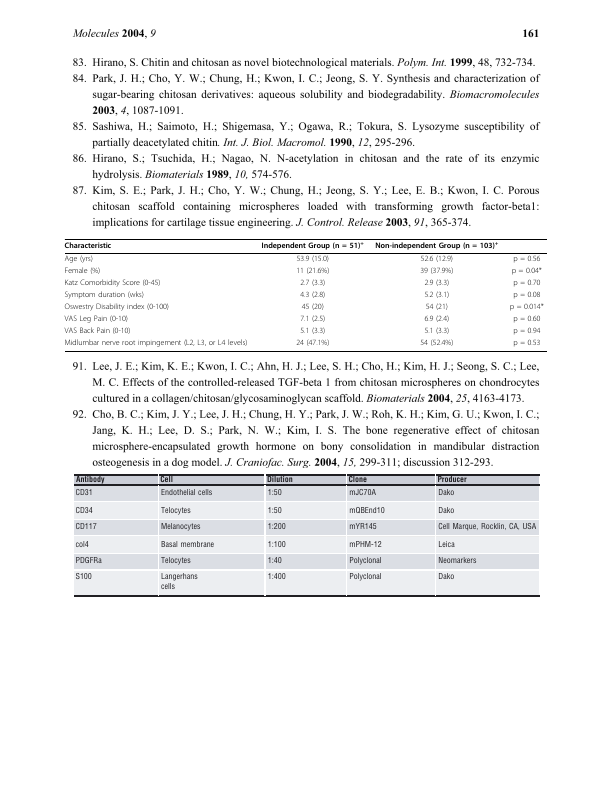 Molecules 2004, 9 161
83. Hirano, S. Chitin and chitosan as novel biotechnological materials. Polym. Int. 1999, 48, 732-734.
84. Park, J. H.; Cho, Y. W.; Chung, H.; Kwon, I. C.; Jeong, S. Y. Synthesis and characterization of
sugar-bearing chitosan derivatives: aqueous solubility and biodegradability. Biomacromolecules
2003, 4, 1087-1091.
85. Sashiwa, H.; Saimoto, H.; Shigemasa, Y.; Ogawa, R.; Tokura, S. Lysozyme susceptibility of
partially deacetylated chitin. Int. J. Biol. Macromol. 1990, 12, 295-296.
86. Hirano, S.; Tsuchida, H.; Nagao, N. N-acetylation in chitosan and the rate of its enzymic
hydrolysis. Biomaterials 1989, 10, 574-576.
87. Kim, S. E.; Park, J. H.; Cho, Y. W.; Chung, H.; Jeong, S. Y.; Lee, E. B.; Kwon, I. C. Porous
chitosan scaffold containing microspheres loaded with transforming growth factor-beta1:
implications for cartilage tissue engineering. J. Control. Release 2003, 91, 365-374.
Characteristic Independent Group (n = 51)+ Non-independent Group (n = 103)+
Age (yrs) 53.9 (15.0) 52.6 (12.9) p = 0.56
Female (%) 11 (21.6%) 39 (37.9%) p = 0.04*
Katz Comorbidity Score (0-45) 2.7 (3.3) 2.9 (3.3) p = 0.70
Symptom duration (wks) 4.3 (2.8) 5.2 (3.1) p = 0.08
Oswestry Disability index (0-100) 45 (20) 54 (21) p = 0.014*
VAS Leg Pain (0-10) 7.1 (2.5) 6.9 (2.4) p = 0.60
VAS Back Pain (0-10) 5.1 (3.3) 5.1 (3.3) p = 0.94
Midlumbar nerve root impingement (L2, L3, or L4 levels) 24 (47.1%) 54 (52.4%) p = 0.53
91. Lee, J. E.; Kim, K. E.; Kwon, I. C.; Ahn, H. J.; Lee, S. H.; Cho, H.; Kim, H. J.; Seong, S. C.; Lee,
M. C. Effects of the controlled-released TGF-beta 1 from chitosan microspheres on chondrocytes
cultured in a collagen/chitosan/glycosaminoglycan scaffold. Biomaterials 2004, 25, 4163-4173.
92. Cho, B. C.; Kim, J. Y.; Lee, J. H.; Chung, H. Y.; Park, J. W.; Roh, K. H.; Kim, G. U.; Kwon, I. C.;
Jang, K. H.; Lee, D. S.; Park, N. W.; Kim, I. S. The bone regenerative effect of chitosan
microsphere-encapsulated growth hormone on bony consolidation in mandibular distraction
osteogenesis in a dog model. J. Craniofac. Surg. 2004, 15, 299-311; discussion 312-293.
Antibody Cell Dilution Clone Producer
CD31 Endothelial cells 1:50 mJC70A Dako
CD34 Telocytes 1:50 mQBEnd10 Dako
CD117 Melanocytes 1:200 mYR145 Cell Marque, Rocklin, CA, USA
col4 Basal membrane 1:100 mPHM-12 Leica
PDGFRa Telocytes 1:40 Polyclonal Neomarkers
S100 Langerhans 1:400 Polyclonal Dako
cells